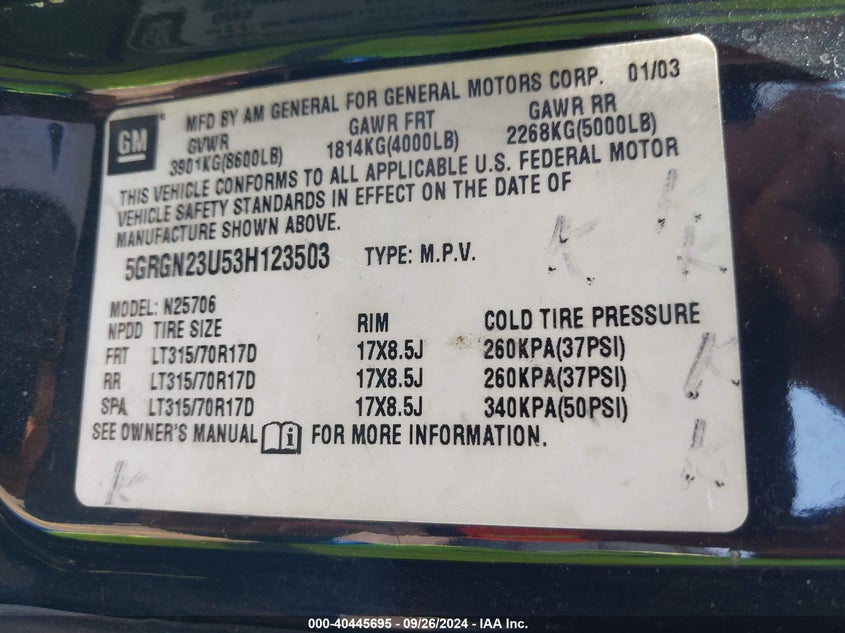 GM
MFD BY AM GENERAL FOR GENERAL MOTORS CORP. 01/03
GVWR GAWR FRT GAWR RR
3901KG(8600LB) 1814KG(4000LB) 2268KG(5000LB)
THIS VEHICLE CONFORMS TO ALL APPLICABLE U.S. FEDERAL MOTOR
VEHICLE SAFETY STANDARDS IN EFFECT ON THE DATE OF
MANUFACTURE SHOWN ABOVE.
5GRGN23U53H123503 TYPE: M.P.V.
MODEL: N25706
NPDD TIRE SIZE RIM COLD TIRE PRESSURE
FRT LT315/70R17D 17X8.5J 260KPA(37PSI)
RR LT315/70R17D 17X8.5J 260KPA(37PSI)
SPA LT315/70R17D 17X8.5J 340KPA(50PSI)
SEE OWNER'S MANUAL i FOR MORE INFORMATION.
K
K
K
K
K
K
000-40445695 - 09/26/2024 - IAA Inc.